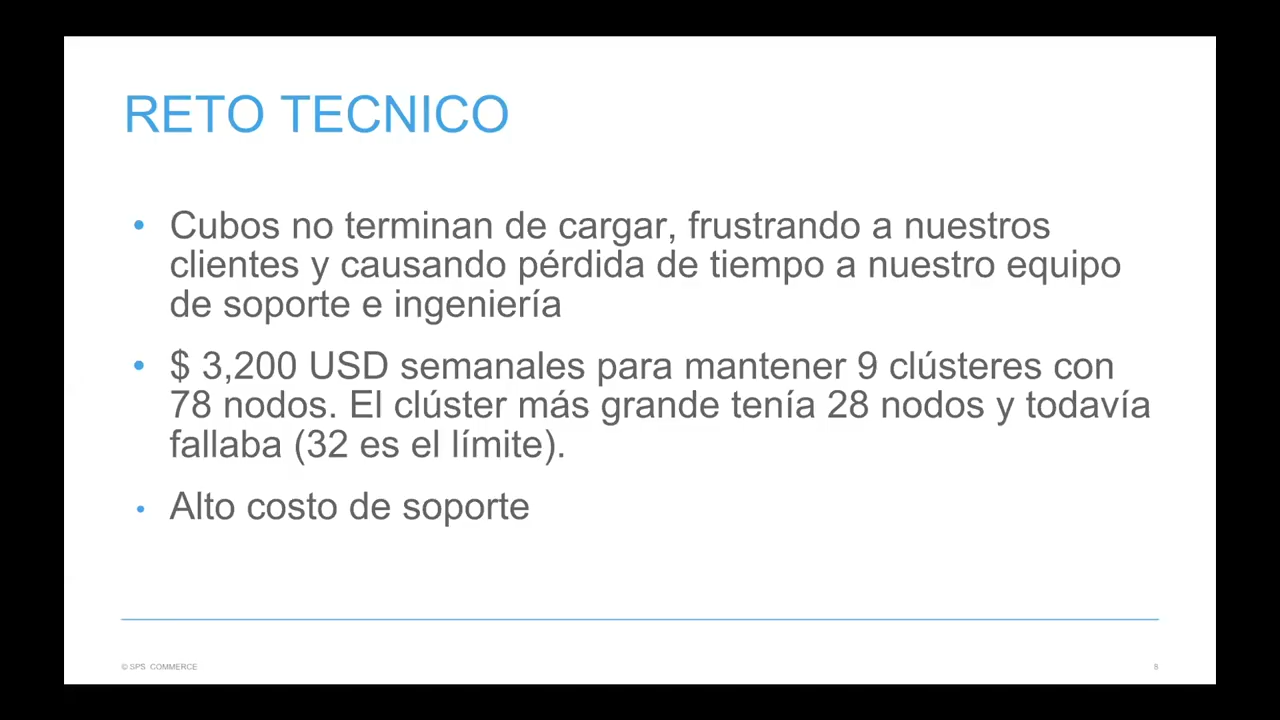 RETO TECNICO
• Cubos no terminan de cargar, frustrando a nuestros
clientes y causando pérdida de tiempo a nuestro equipo
de soporte e ingeniería
• $ 3,200 USD semanales para mantener 9 clústeres con
78 nodos. El clúster más grande tenía 28 nodos y todavía
fallaba (32 es el límite).
• Alto costo de soporte
© SPS COMMERCE
8